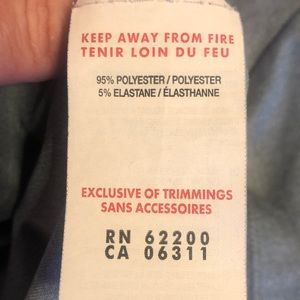 KEEP AWAY FROM FIRE
TENIR LOIN DU FEU
95% POLYESTER / POLYESTER
5% ELASTANE / ÉLASTHANNE
EXCLUSIVE OF TRIMMINGS
SANS ACCESSOIRES
RN 62200
CA 06311